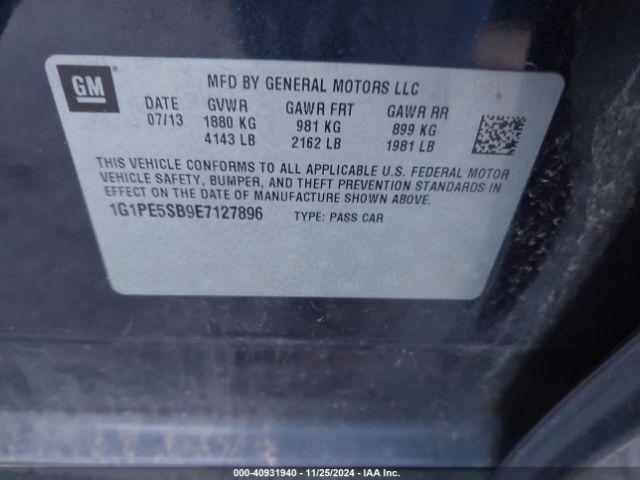 GM
MFD BY GENERAL MOTORS LLC
DATE GVWR GAWR FRT GAWR RR
07/13 1880 KG 981 KG 899 KG
4143 LB 2162 LB 1981 LB
THIS VEHICLE CONFORMS TO ALL APPLICABLE U.S. FEDERAL MOTOR
VEHICLE SAFETY, BUMPER, AND THEFT PREVENTION STANDARDS
IN EFFECT ON THE DATE OF MANUFACTURE SHOWN ABOVE.
1G1PE5SB9E7127896 TYPE: PASS CAR
000-40931940 - 11/25/2024 - IAA Inc.